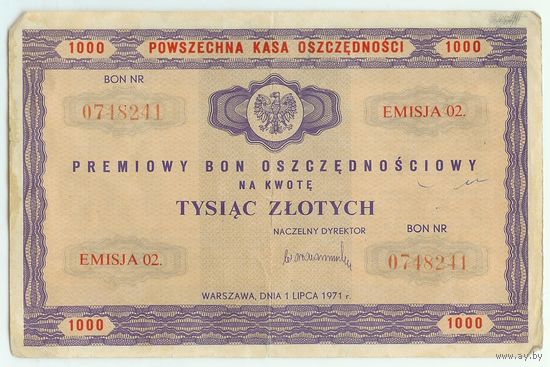 1000 POWSZECHNA KASA OSZCZĘDNOŚCI 1000
BON NR
0748241
EMISJA 02.
PREMIOWY BON OSZCZĘDNOŚCIOWY
NA KWOTĘ
TYSIĄC ZŁOTYCH
NACZELNY DYREKTOR
BON NR
EMISJA 02.
0748241
WARSZAWA, DNIA 1 LIPCA 1971 r.
1000 1000
www.ay.by